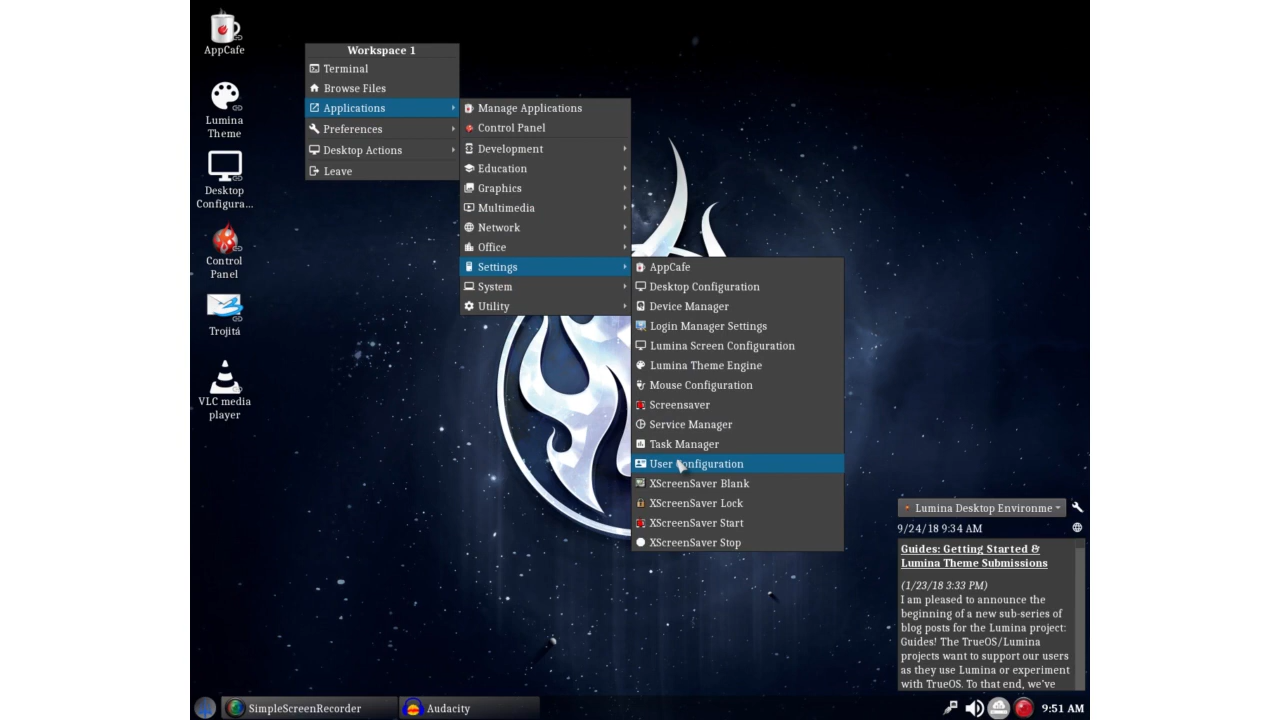 AppCafe
Lumina
Theme
Desktop
Configura...
Control
Panel
Trojitá
VLC media
player
Workspace 1
Terminal
Browse Files
Applications
Preferences
Desktop Actions
Leave
Manage Applications
Control Panel
Development
Education
Graphics
Multimedia
Network
Office
Settings
System
Utility
AppCafe
Desktop Configuration
Device Manager
Login Manager Settings
Lumina Screen Configuration
Lumina Theme Engine
Mouse Configuration
Screensaver
Service Manager
Task Manager
User Configuration
XScreenSaver Blank
XScreenSaver Lock
XScreenSaver Start
XScreenSaver Stop
Lumina Desktop Environme
9/24/18 9:34 AM
Guides: Getting Started &
Lumina Theme Submissions
(1/23/18 3:33 PM)
I am pleased to announce the
beginning of a new sub-series of
blog posts for the Lumina project:
Guides! The TrueOS/Lumina
projects want to support our users
as they use Lumina or experiment
with TrueOS. To that end, we've
SimpleScreenRecorder
Audacity
9:51 AM